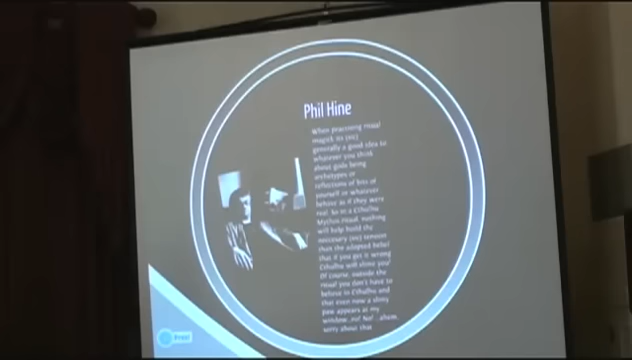 Phil Hine
When practising ritual
magick its (sic)
generally a good idea to
whatever you think
about gods being
archetypes or
reflections of bits of
yourself or whatever
behave as if they were
real. So in a Cthulhu
Mythos ritual, nothing
will help build thy
neccesary (sic) tension
than the adopted belief
that if you get it wrong
Cthulhu will slime you!
Of course, outside the
ritual you don't have to
believe in Cthulhu and
that even now a slimy
paw appears at my
window...no! No!...ahem,
sorry about that
Prezi